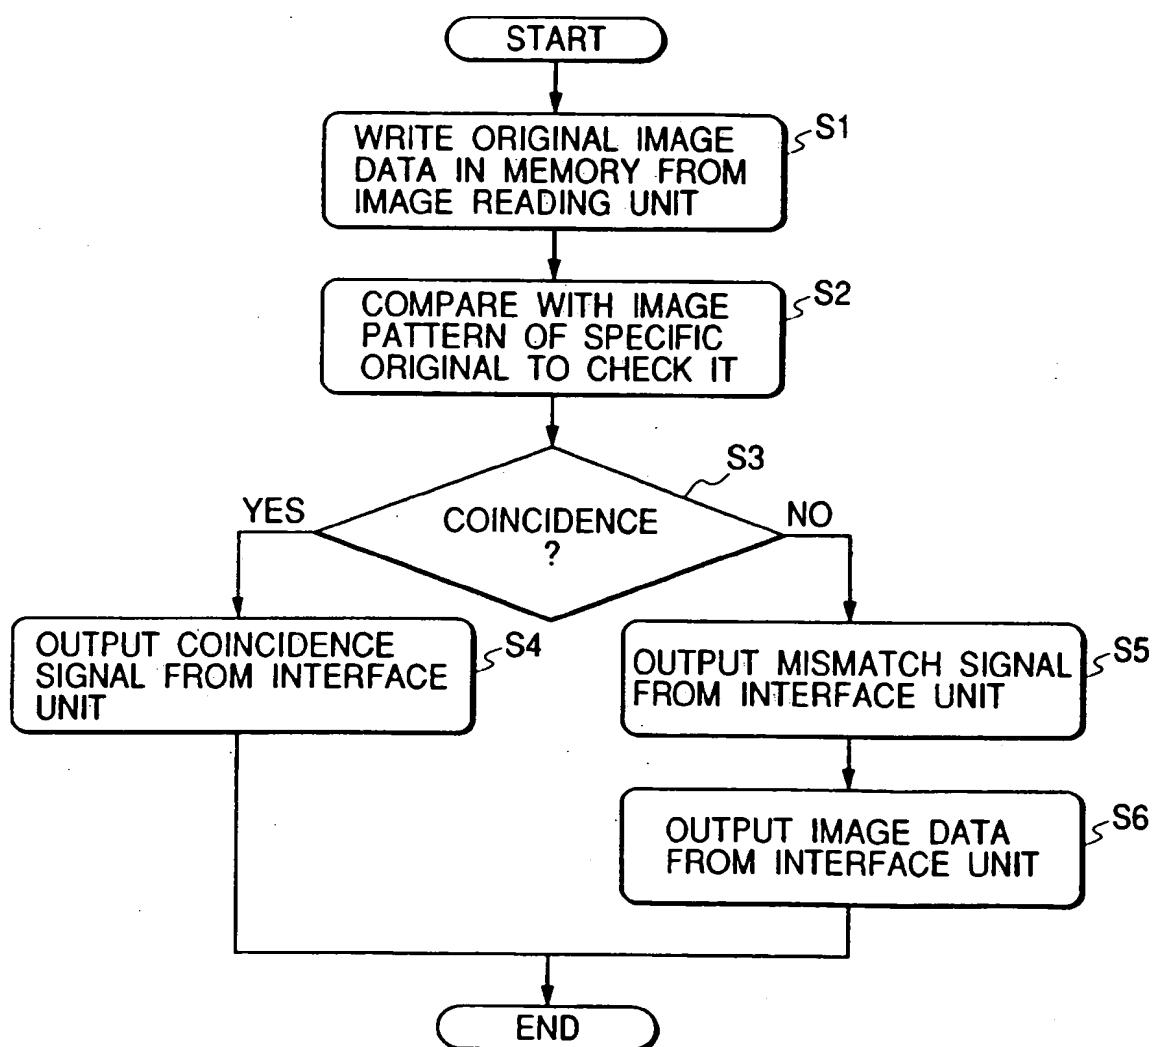 START
WRITE ORIGINAL IMAGE
DATA IN MEMORY FROM
IMAGE READING UNIT
S1
COMPARE WITH IMAGE
PATTERN OF SPECIFIC
ORIGINAL TO CHECK IT
S2
S3
YES
COINCIDENCE
?
NO
OUTPUT COINCIDENCE
SIGNAL FROM INTERFACE
UNIT
S4
OUTPUT MISMATCH SIGNAL
FROM INTERFACE UNIT
S5
OUTPUT IMAGE DATA
FROM INTERFACE UNIT
S6
END